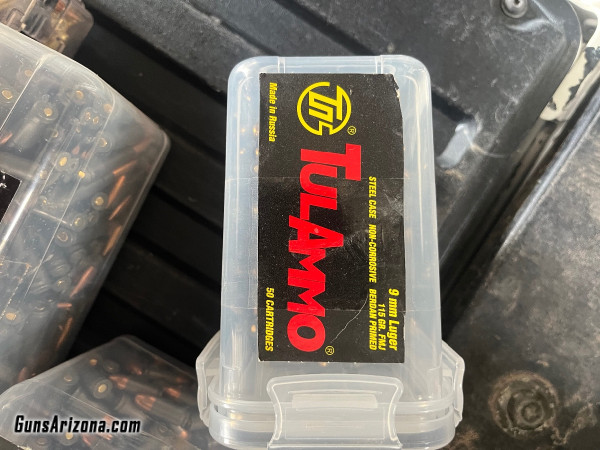 TTK®
Made in Russia
TULAMMO®
STEEL CASE NON-CORROSIVE BERDAN PRIMED
9 mm Luger
115 GR. FMJ
50 CARTRIDGES
GunsArizona.com